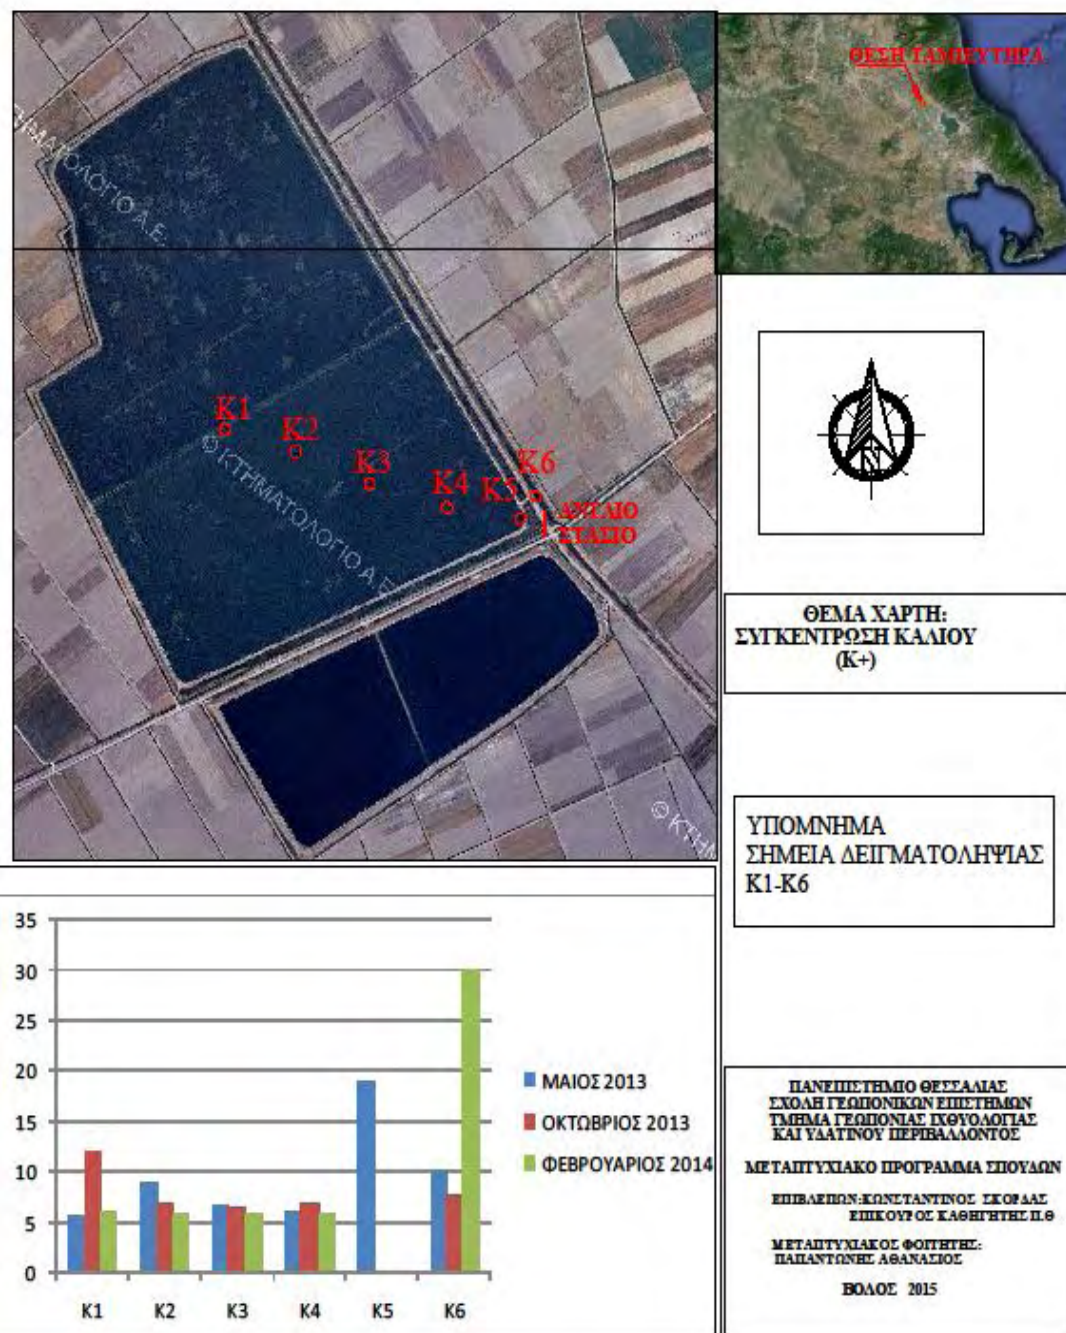 ΘΕΣΗ ΤΑΜΙΕΥΤΗΡΑ
ΚΤΗΜΑΤΟΛΟΓΙΟ Α.Ε.
K1
K2
K3
K4
K5
K6
ΑΝΤΛΙΟ
ΣΤΑΣΙΟ
© ΚΤΗΜΑΤΟΛΟΓΙΟ Α.Ε.
© ΚΤΗΜ
N
ΘΕΜΑ ΧΑΡΤΗ:
ΣΥΓΚΕΝΤΡΩΣΗ ΚΑΛΙΟΥ
(K+)
ΥΠΟΜΝΗΜΑ
ΣΗΜΕΙΑ ΔΕΙΓΜΑΤΟΛΗΨΙΑΣ
K1-K6
35
30
25
20
15
10
5
0
K1 K2 K3 K4 K5 K6
ΜΑΙΟΣ 2013
ΟΚΤΩΒΡΙΟΣ 2013
ΦΕΒΡΟΥΑΡΙΟΣ 2014
ΠΑΝΕΠΙΣΤΗΜΙΟ ΘΕΣΣΑΛΙΑΣ
ΣΧΟΛΗ ΓΕΩΠΟΝΙΚΩΝ ΕΠΙΣΤΗΜΩΝ
ΤΜΗΜΑ ΓΕΩΠΟΝΙΑΣ ΙΧΘΥΟΛΟΓΙΑΣ
ΚΑΙ ΥΔΑΤΙΝΟΥ ΠΕΡΙΒΑΛΛΟΝΤΟΣ
ΜΕΤΑΠΤΥΧΙΑΚΟ ΠΡΟΓΡΑΜΜΑ ΣΠΟΥΔΩΝ
ΕΠΙΒΛΕΠΩΝ:ΚΩΝΣΤΑΝΤΙΝΟΣ ΣΚΟΡΔΑΣ
ΕΠΙΚΟΥΡΟΣ ΚΑΘΗΓΗΤΗΣ Π.Θ
ΜΕΤΑΠΤΥΧΙΑΚΟΣ ΦΟΙΤΗΤΗΣ:
ΠΑΠΑΝΤΩΝΗΣ ΑΘΑΝΑΣΙΟΣ
ΒΟΛΟΣ 2015